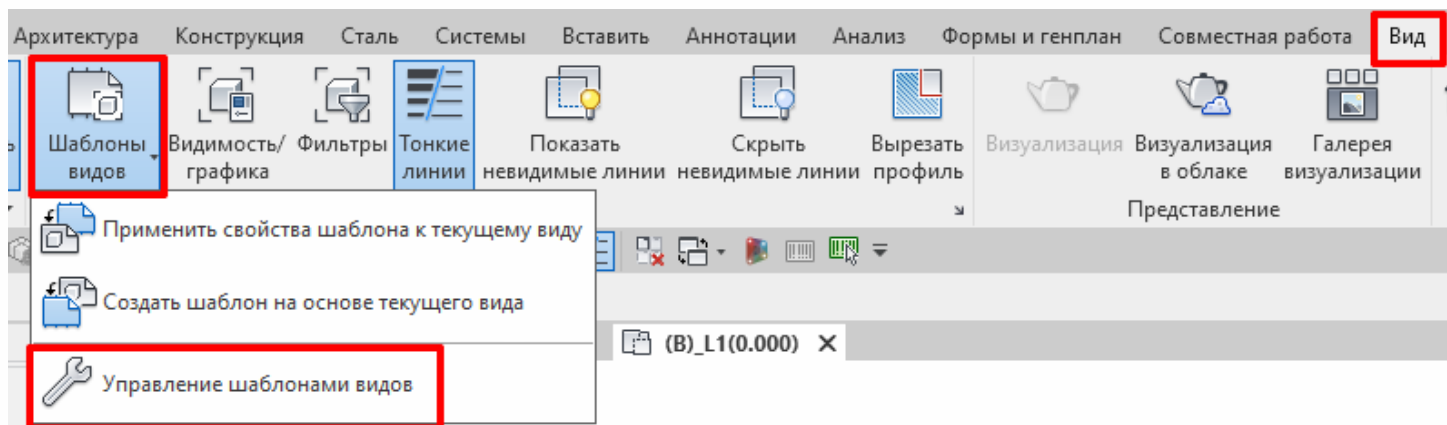 Архитектура Конструкция Сталь Системы Вставить Аннотации Анализ Формы и генплан Совместная работа Вид
Шаблоны Видимость/ Фильтры Тонкие Показать Скрыть Вырезать Визуализация Визуализация Галерея
видов графика линии невидимые линии невидимые линии профиль в облаке визуализации
Представление
Применить свойства шаблона к текущему виду
Создать шаблон на основе текущего вида
(В)_L1(0.000)
Управление шаблонами видов